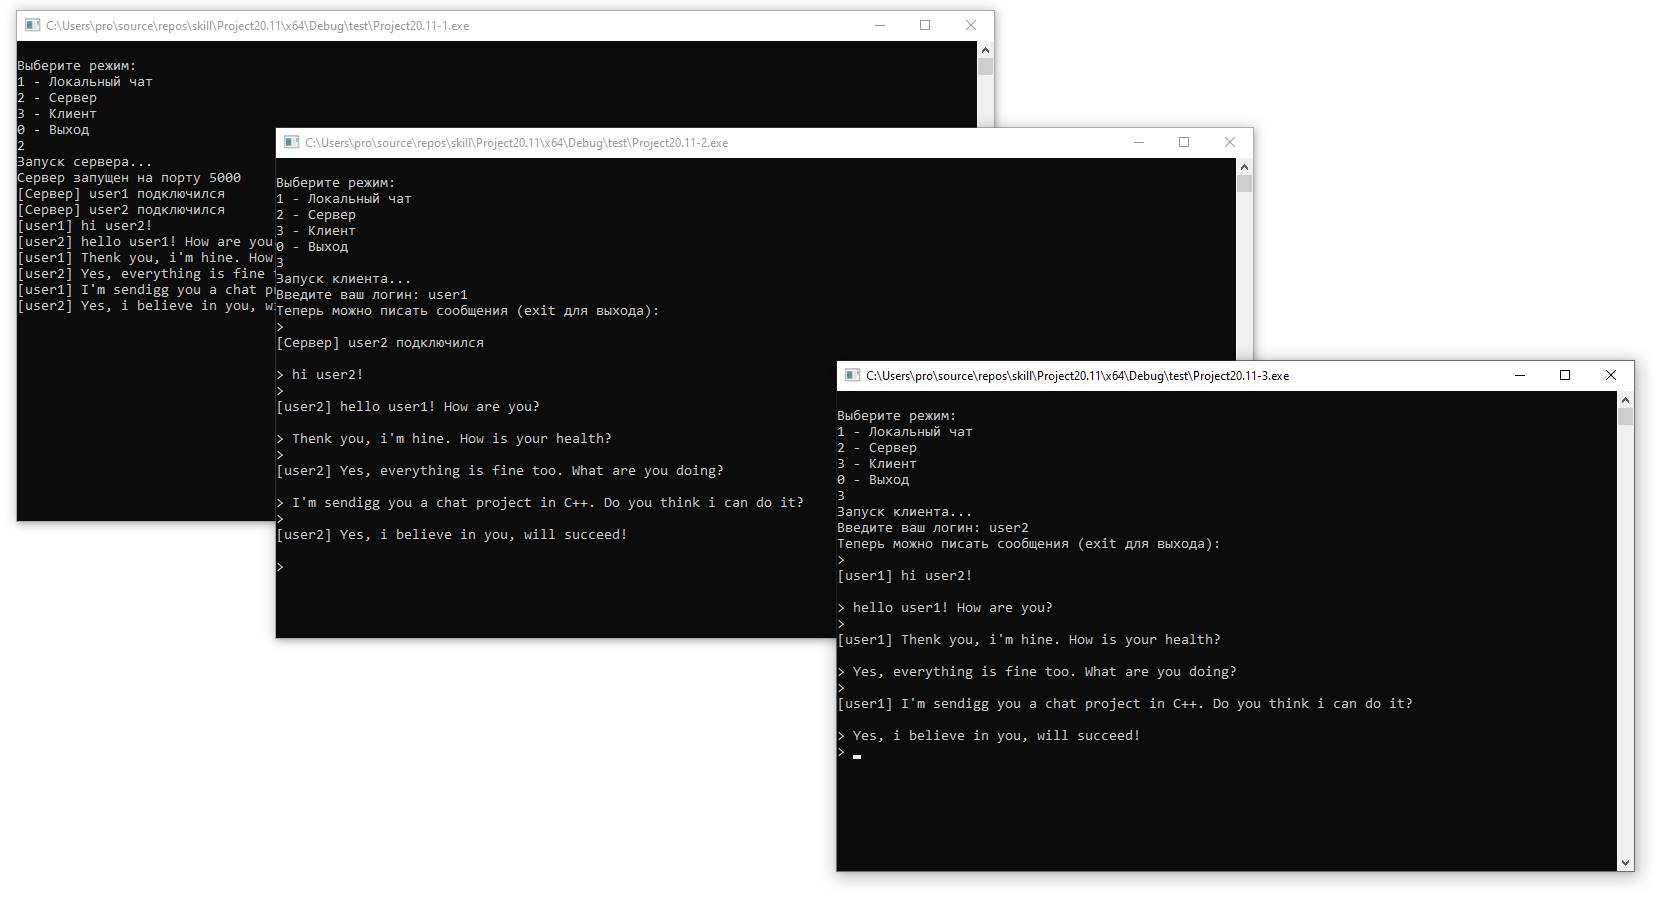 C:\Users\pro\source\repos\skill\Project20.11\x64\Debug\test\Project20.11-1.exe
Выберите режим:
1 - Локальный чат
2 - Сервер
3 - Клиент
0 - Выход
2
Запуск сервера...
Сервер запущен на порту 5000
[Сервер] user1 подключился
[Сервер] user2 подключился
[user1] hi user2!
[user2] hello user1! How are you
[user1] Thenk you, i'm hine. How
[user2] Yes, everything is fine
[user1] I'm sendigg you a chat
[user2] Yes, i believe in you,
C:\Users\pro\source\repos\skill\Project20.11\x64\Debug\test\Project20.11-2.exe
Выберите режим:
1 - Локальный чат
2 - Сервер
3 - Клиент
0 - Выход
3
Запуск клиента...
Введите ваш логин: user1
Теперь можно писать сообщения (exit для выхода):
>
[Сервер] user2 подключился
> hi user2!
>
[user2] hello user1! How are you?
> Thenk you, i'm hine. How is your health?
>
[user2] Yes, everything is fine too. What are you doing?
> I'm sendigg you a chat project in C++. Do you think i can do it?
>
[user2] Yes, i believe in you, will succeed!
>
C:\Users\pro\source\repos\skill\Project20.11\x64\Debug\test\Project20.11-3.exe
Выберите режим:
1 - Локальный чат
2 - Сервер
3 - Клиент
0 - Выход
3
Запуск клиента...
Введите ваш логин: user2
Теперь можно писать сообщения (exit для выхода):
>
[user1] hi user2!
> hello user1! How are you?
>
[user1] Thenk you, i'm hine. How is your health?
> Yes, everything is fine too. What are you doing?
>
[user1] I'm sendigg you a chat project in C++. Do you think i can do it?
> Yes, i believe in you, will succeed!
>